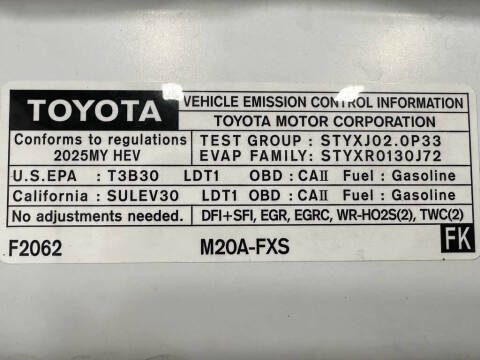 TOYOTA
VEHICLE EMISSION CONTROL INFORMATION
TOYOTA MOTOR CORPORATION
Conforms to regulations
2025MY HEV
TEST GROUP : STYXJ02.0P33
EVAP FAMILY: STYXR0130J72
U.S.EPA : T3B30 LDT1 OBD : CAII Fuel : Gasoline
California : SULEV30 LDT1 OBD : CAII Fuel : Gasoline
No adjustments needed. DFI+SFI, EGR, EGRC, WR-HO2S(2), TWC(2)
F2062 M20A-FXS FK